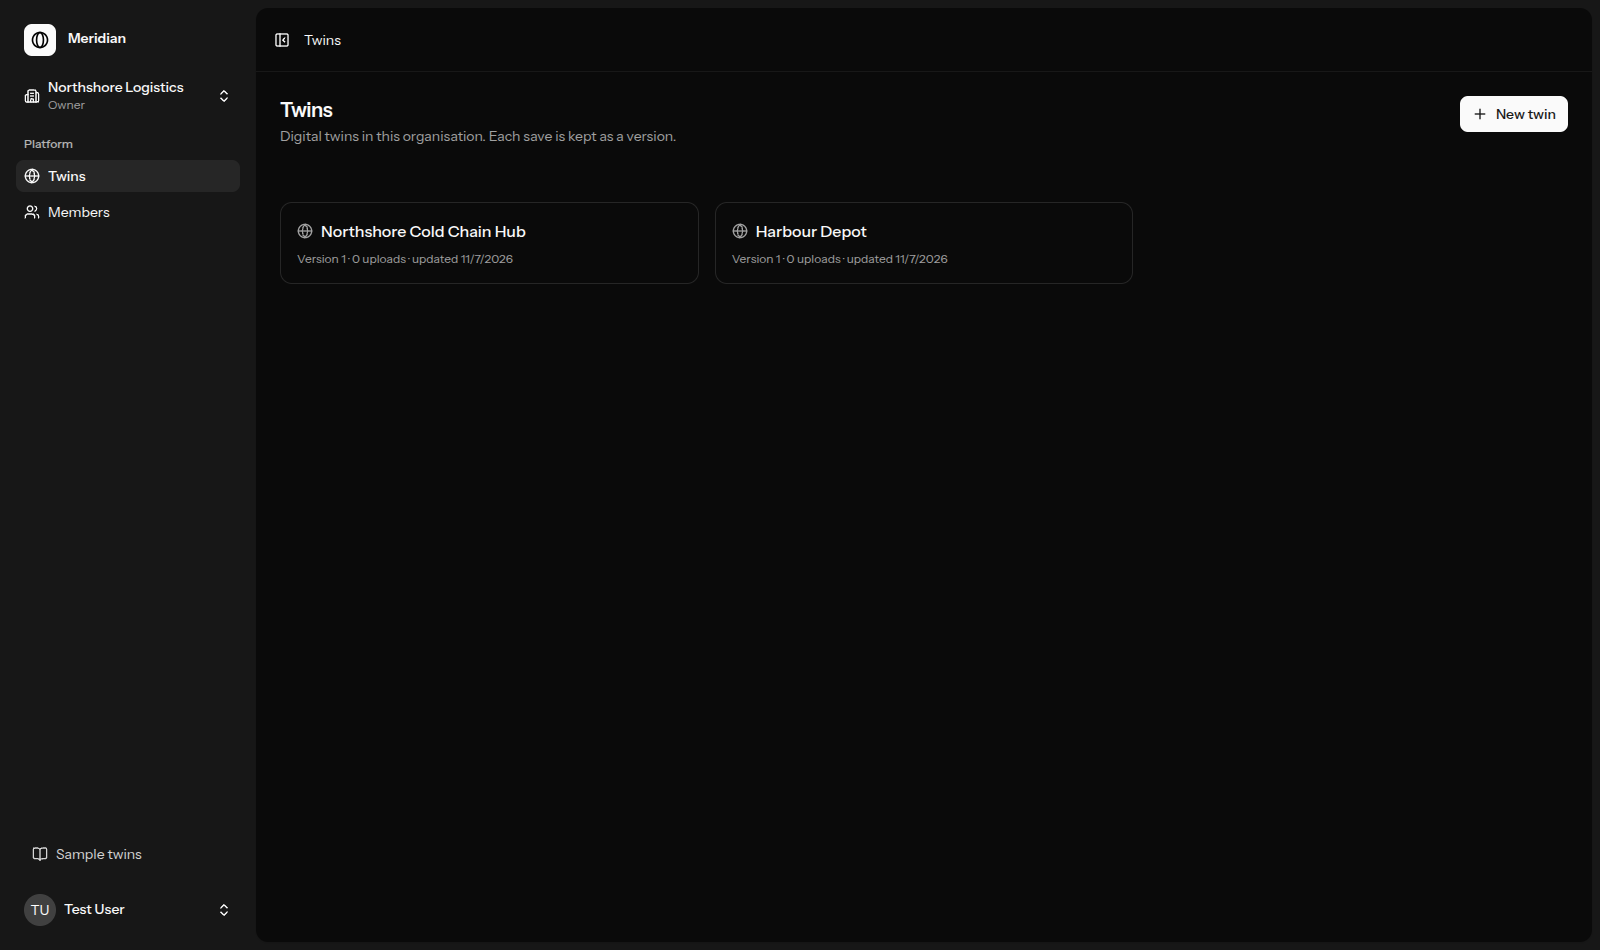 Meridian
Northshore Logistics
Owner
Platform
Twins
Members
Sample twins
TU
Test User
Twins
Twins
Digital twins in this organisation. Each save is kept as a version.
New twin
Northshore Cold Chain Hub
Version 1 · 0 uploads · updated 11/7/2026
Harbour Depot
Version 1 · 0 uploads · updated 11/7/2026